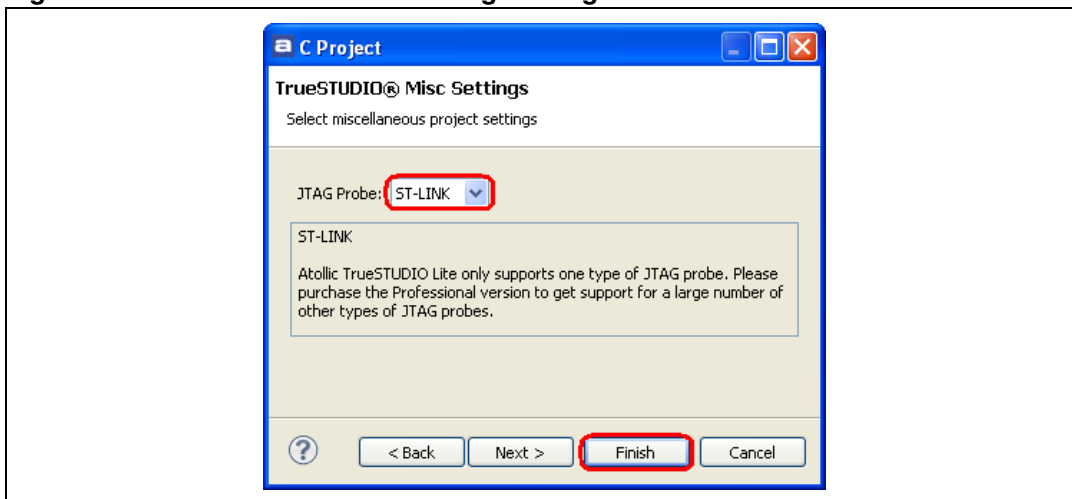 a C Project
TrueSTUDIO® Misc Settings
Select miscellaneous project settings
JTAG Probe: ST-LINK
ST-LINK
Atollic TrueSTUDIO Lite only supports one type of JTAG probe. Please
purchase the Professional version to get support for a large number of
other types of JTAG probes.
? < Back Next > Finish Cancel